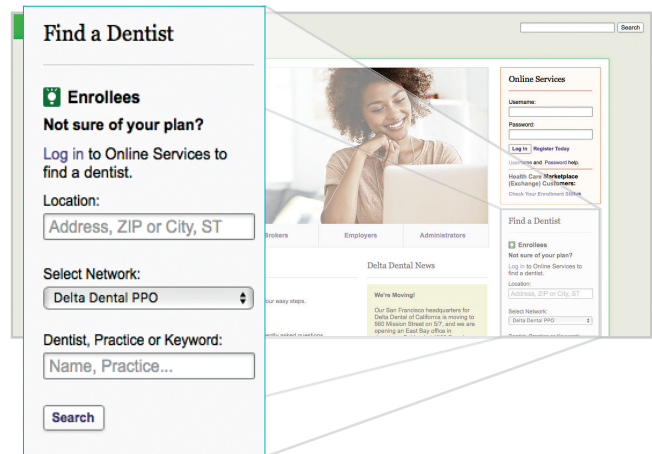 Find a Dentist
Enrollees
Not sure of your plan?
Log in to Online Services to
find a dentist.
Location:
Address, ZIP or City, ST
Select Network:
Delta Dental PPO
Dentist, Practice or Keyword:
Name, Practice...
Search
Search
Online Services
Username:
Password:
Log In Register Today
Username and Password help.
Health Care Marketplace
(Exchange) Customers:
Check Your Enrollment Status
Brokers Employers Administrators
Delta Dental News
We're Moving!
Our San Francisco headquarters for
Delta Dental of California is moving to
560 Mission Street on 5/7, and we are
opening an East Bay office in
our easy steps.
asked questions
Find a Dentist
Enrollees
Not sure of your plan?
Log in to Online Services to
find a dentist.
Location:
Address, ZIP or City, ST
Select Network:
Delta Dental PPO